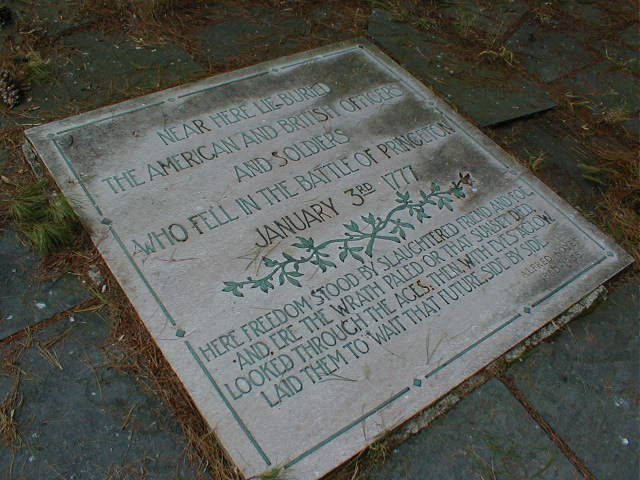 NEAR HERE LIE BURIED
THE AMERICAN AND BRITISH OFFICERS
AND SOLDIERS
WHO FELL IN THE BATTLE OF PRINCETON
JANUARY 3RD 1777
HERE FREEDOM STOOD BY SLAUGHTERED FRIEND AND FOE
AND, ERE THE WRATH PALED OR THAT SUNSET DIED,
LOOKED THROUGH THE AGES; THEN, WITH EYES AGLOW,
LAID THEM TO WAIT THAT FUTURE, SIDE BY SIDE.
ALFRED NOYES